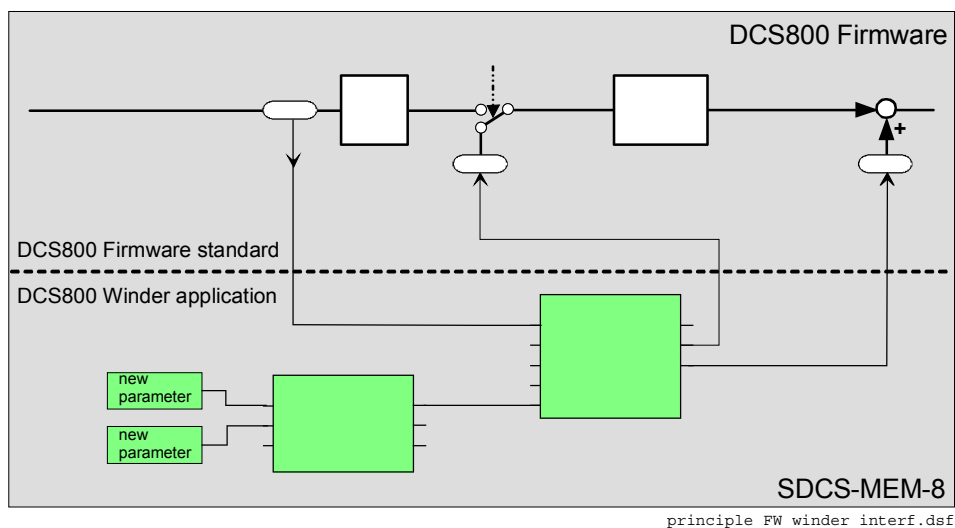 DCS800 Firmware
+
DCS800 Firmware standard
DCS800 Winder application
new
parameter
new
parameter
SDCS-MEM-8
principle FW winder interf.dsf